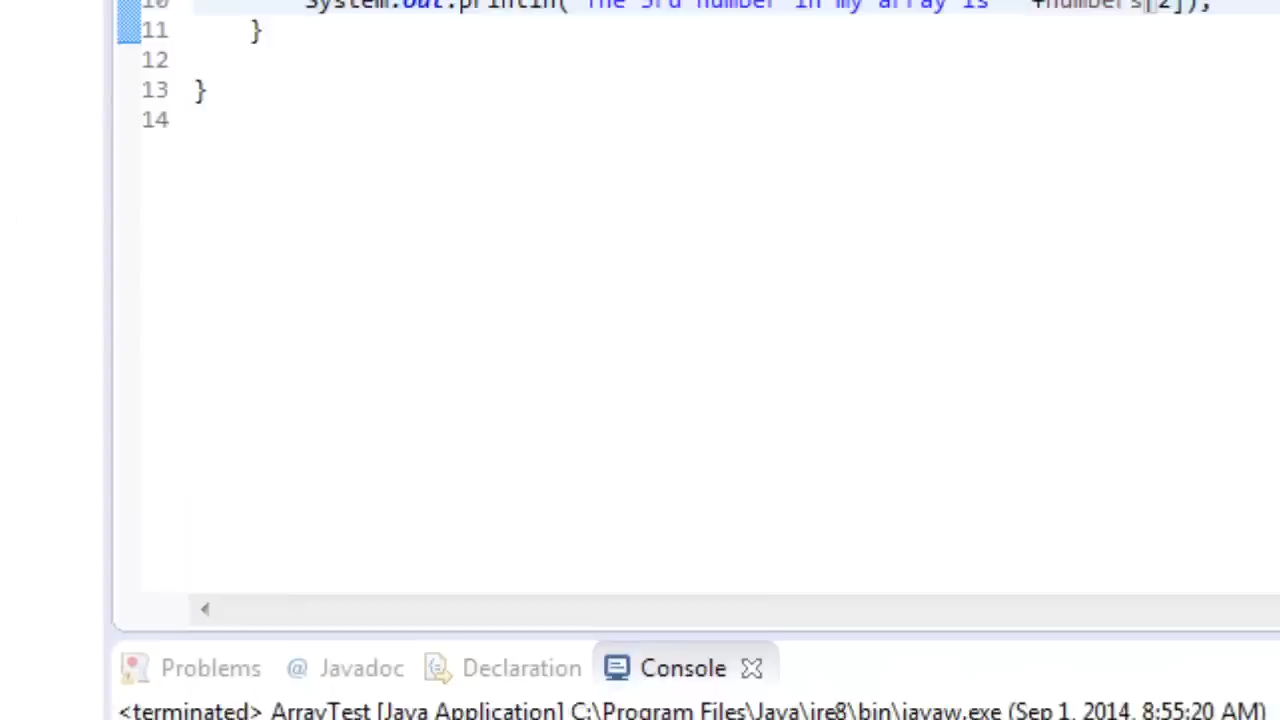 10 System.out.println("The 3rd number in my array is " +numbers[2]);
11 }
12
13 }
14
Problems @ Javadoc Declaration Console
<terminated> ArrayTest [Java Application] C:\Program Files\Java\jre8\bin\javaw.exe (Sep 1, 2014, 8:55:20 AM)